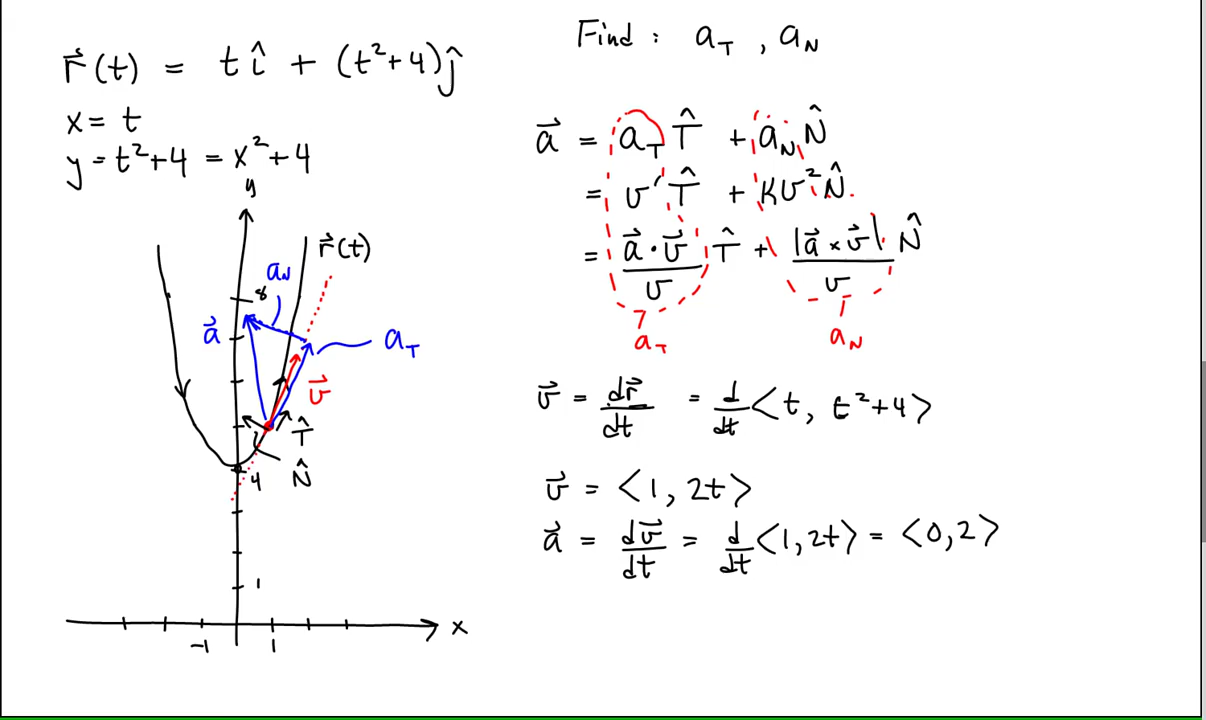 r⃗(t) = t î + (t²+4) ĵ
x = t
y = t²+4 = x²+4
y
r⃗(t)
8
a_N
a⃗
a_T
v⃗
T̂
N̂
4
1
x
-1 1
Find : a_T , a_N
a⃗ = a_T T̂ + a_N N̂
= v′ T̂ + Kv² N̂
= (a⃗ · v⃗)/v T̂ + |a⃗ × v⃗|/v N̂
a_T a_N
v⃗ = dr⃗/dt = d/dt <t, t²+4>
v⃗ = <1, 2t>
a⃗ = dv⃗/dt = d/dt <1, 2t> = <0, 2>